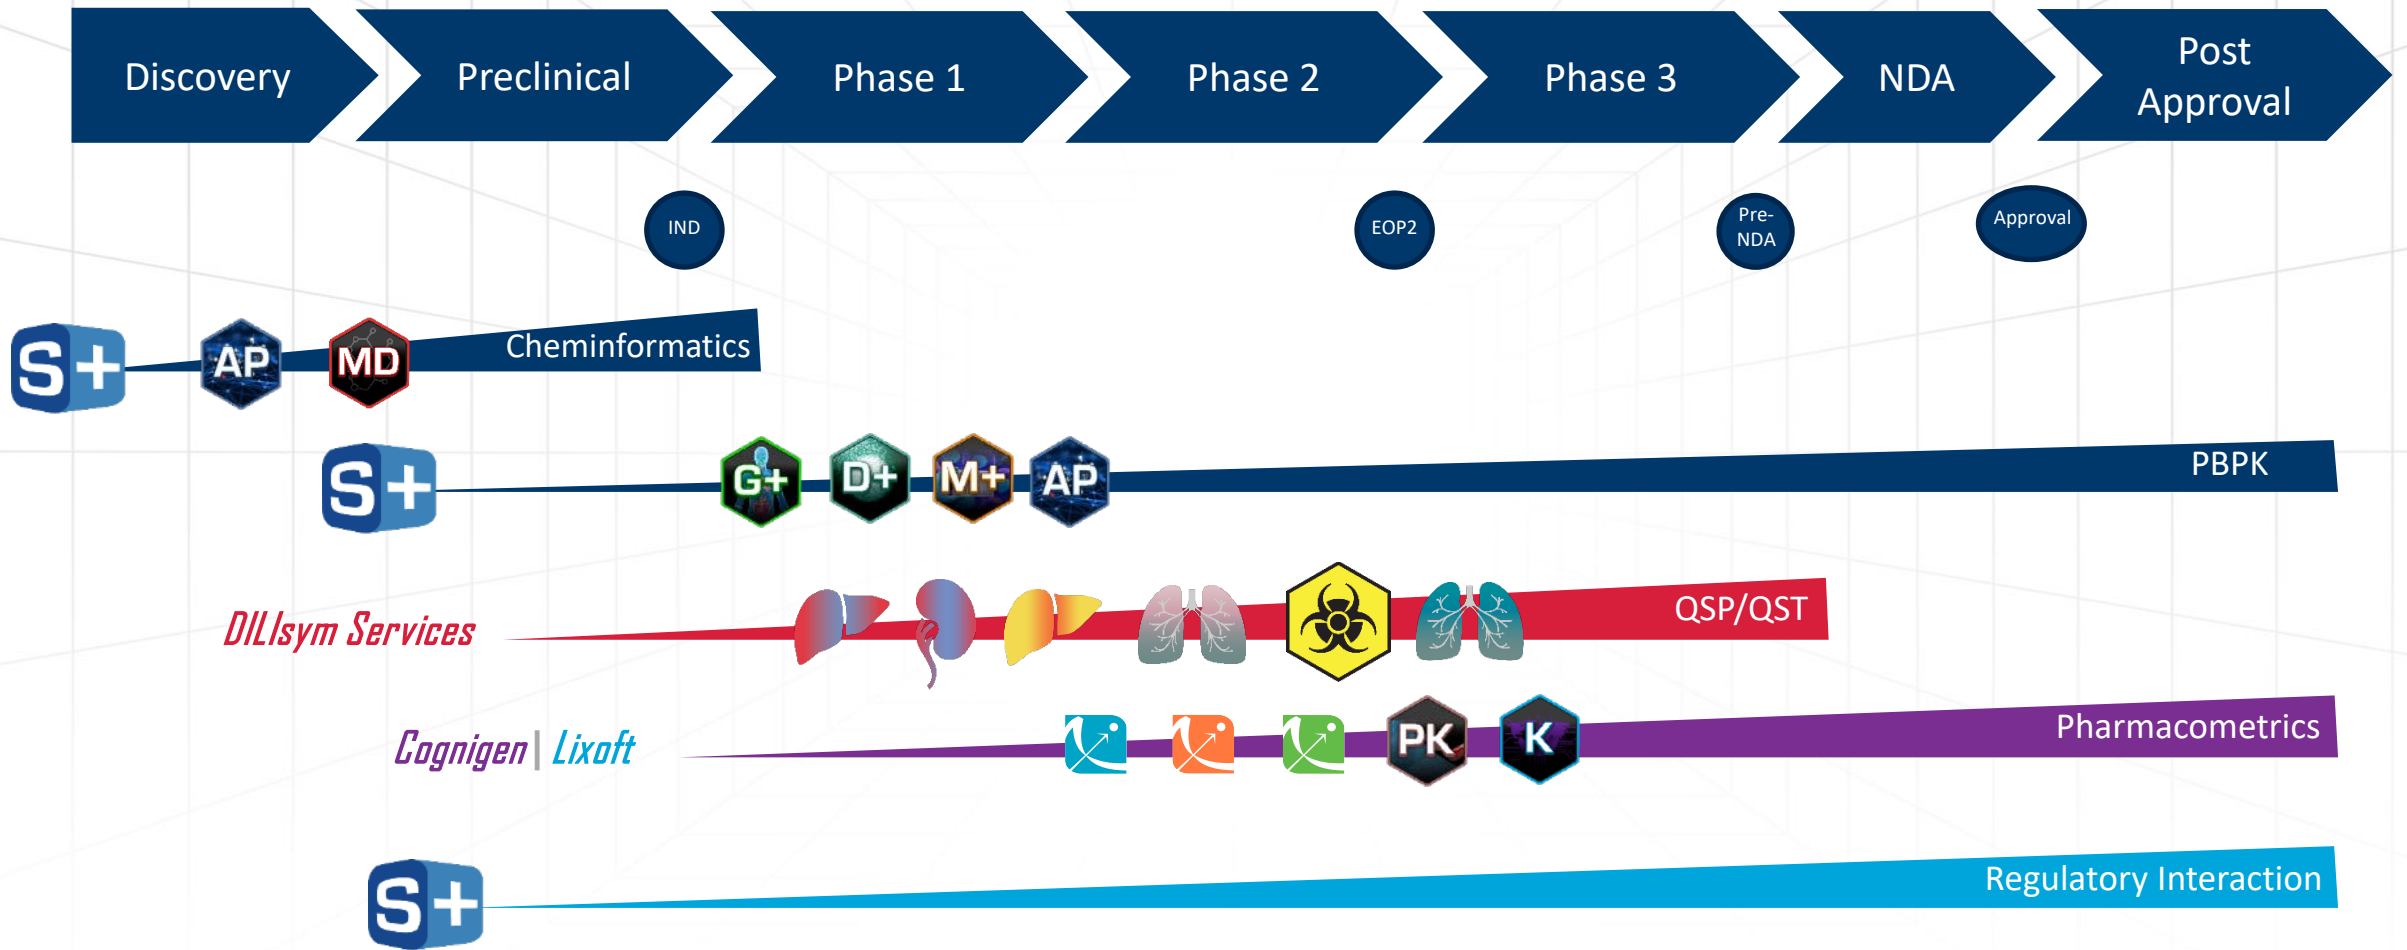 Discovery
Preclinical
Phase 1
Phase 2
Phase 3
NDA
Post
Approval
IND
EOP2
Pre-
NDA
Approval
S+
AP
MD
Cheminformatics
S+
G+
D+
M+
AP
PBPK
DILIsym Services
QSP/QST
Cognigen | Lixoft
PK
K
Pharmacometrics
S+
Regulatory Interaction